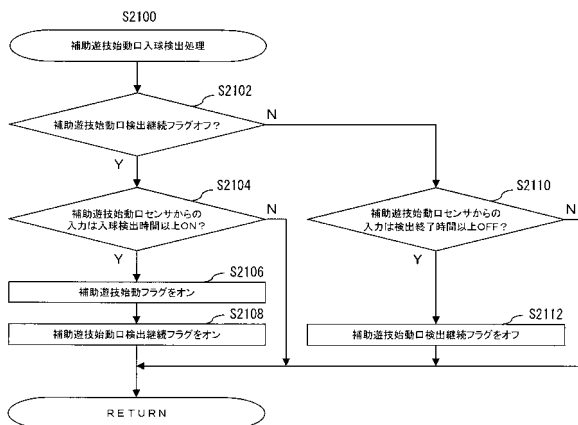 S2100
補助遊技始動口入球検出処理
S2102
補助遊技始動口検出継続フラグオフ?
N
Y
S2104
補助遊技始動口センサからの
入力は入球検出時間以上ON?
N
Y
S2110
補助遊技始動口センサからの
入力は検出終了時間以上OFF?
N
Y
S2106
補助遊技始動フラグをオン
S2108
補助遊技始動口検出継続フラグをオン
S2112
補助遊技始動口検出継続フラグをオフ
RETURN